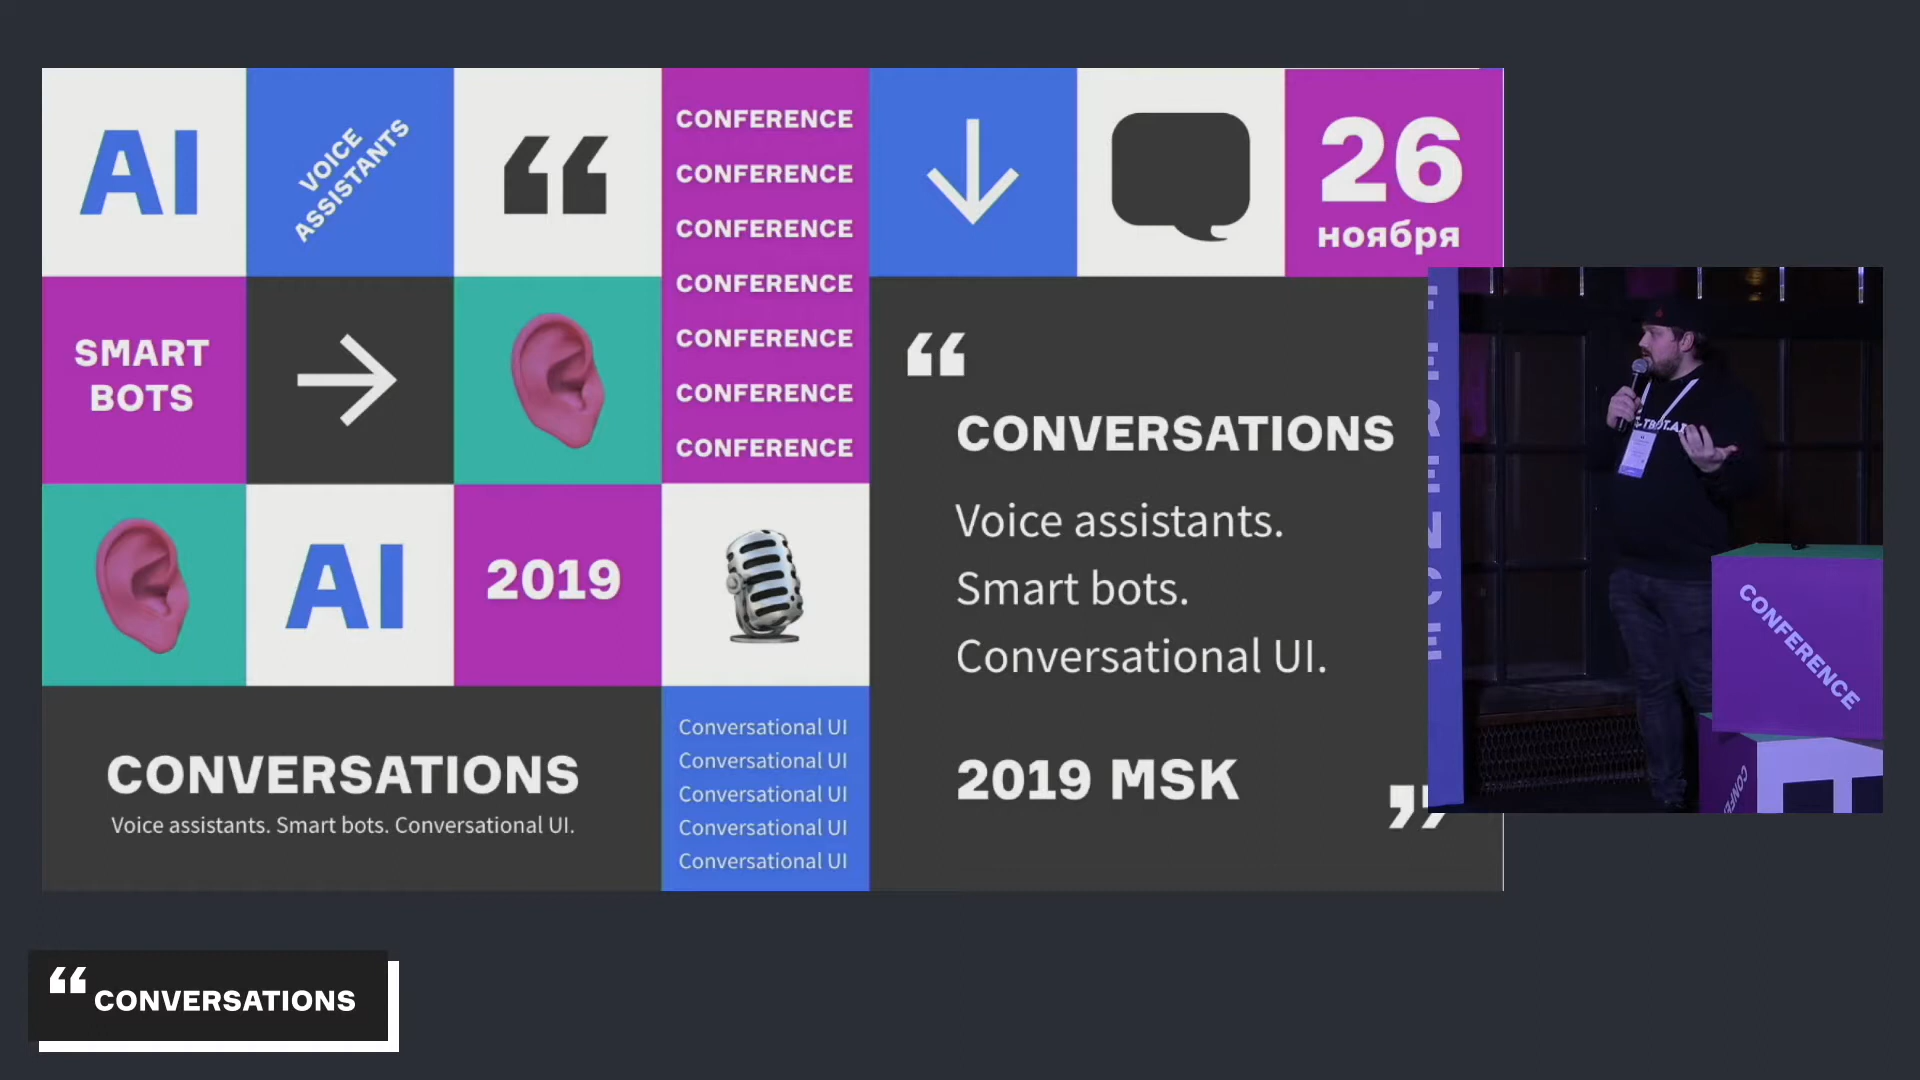 AI
VOICE
ASSISTANTS
“
CONFERENCE
CONFERENCE
CONFERENCE
CONFERENCE
CONFERENCE
CONFERENCE
CONFERENCE
26
ноября
SMART
BOTS
“
CONVERSATIONS
Voice assistants.
Smart bots.
Conversational UI.
2019 MSK
”
AI
2019
CONVERSATIONS
Voice assistants. Smart bots. Conversational UI.
Conversational UI
Conversational UI
Conversational UI
Conversational UI
Conversational UI
CONFERENCE
“CONVERSATIONS